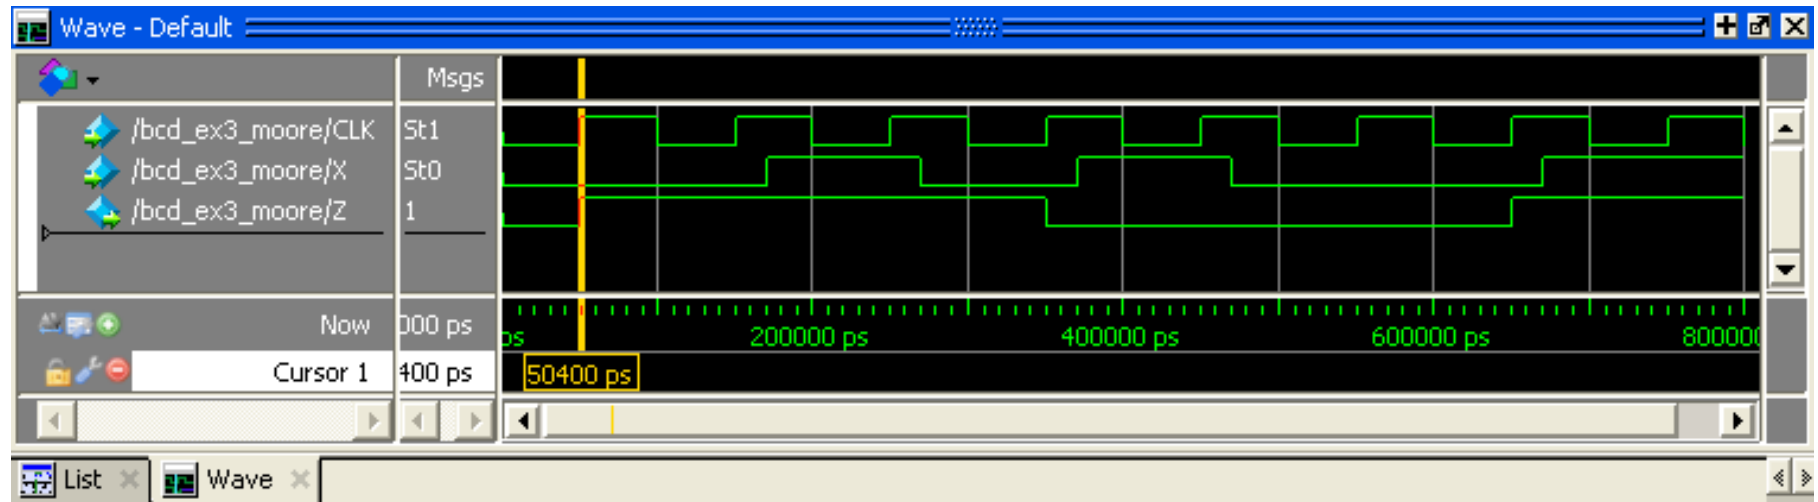 Wave - Default
Msgs
/bcd_ex3_moore/CLK St1
/bcd_ex3_moore/X St0
/bcd_ex3_moore/Z 1
Now 000 ps ps 200000 ps 400000 ps 600000 ps 800000
Cursor 1 400 ps 50400 ps
List Wave